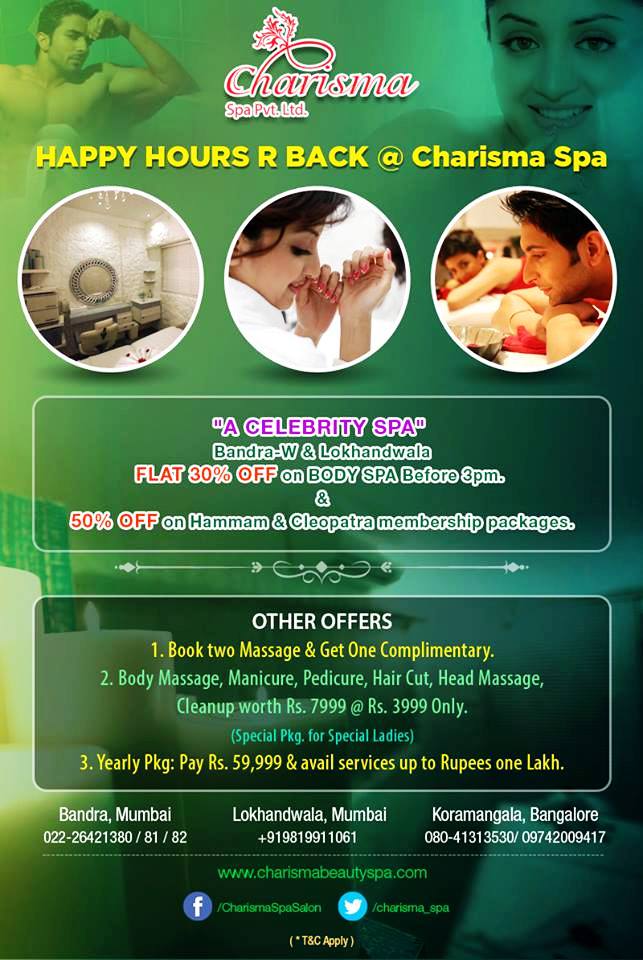 Charisma
Spa Pvt. Ltd.
HAPPY HOURS R BACK @ Charisma Spa
"A CELEBRITY SPA"
Bandra-W & Lokhandwala
FLAT 30% OFF on BODY SPA Before 3pm.
&
50% OFF on Hammam & Cleopatra membership packages.
OTHER OFFERS
1. Book two Massage & Get One Complimentary.
2. Body Massage, Manicure, Pedicure, Hair Cut, Head Massage,
Cleanup worth Rs. 7999 @ Rs. 3999 Only.
(Special Pkg. for Special Ladies)
3. Yearly Pkg: Pay Rs. 59,999 & avail services up to Rupees one Lakh.
Bandra, Mumbai
022-26421380 / 81 / 82
Lokhandwala, Mumbai
+919819911061
Koramangala, Bangalore
080-41313530/ 09742009417
www.charismabeautyspa.com
/CharismaSpaSalon
/charisma_spa
( * T&C Apply )